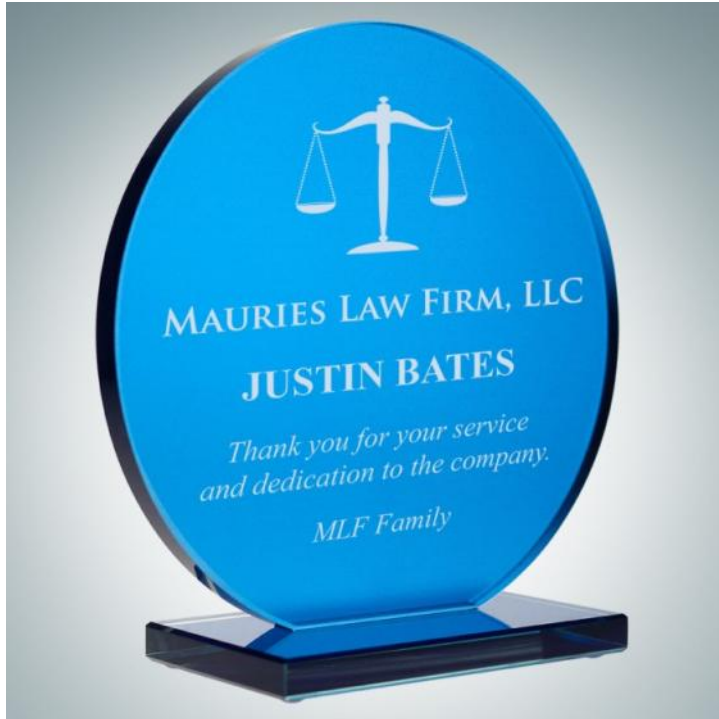 MAURIES LAW FIRM, LLC
JUSTIN BATES
Thank you for your service
and dedication to the company.
MLF Family